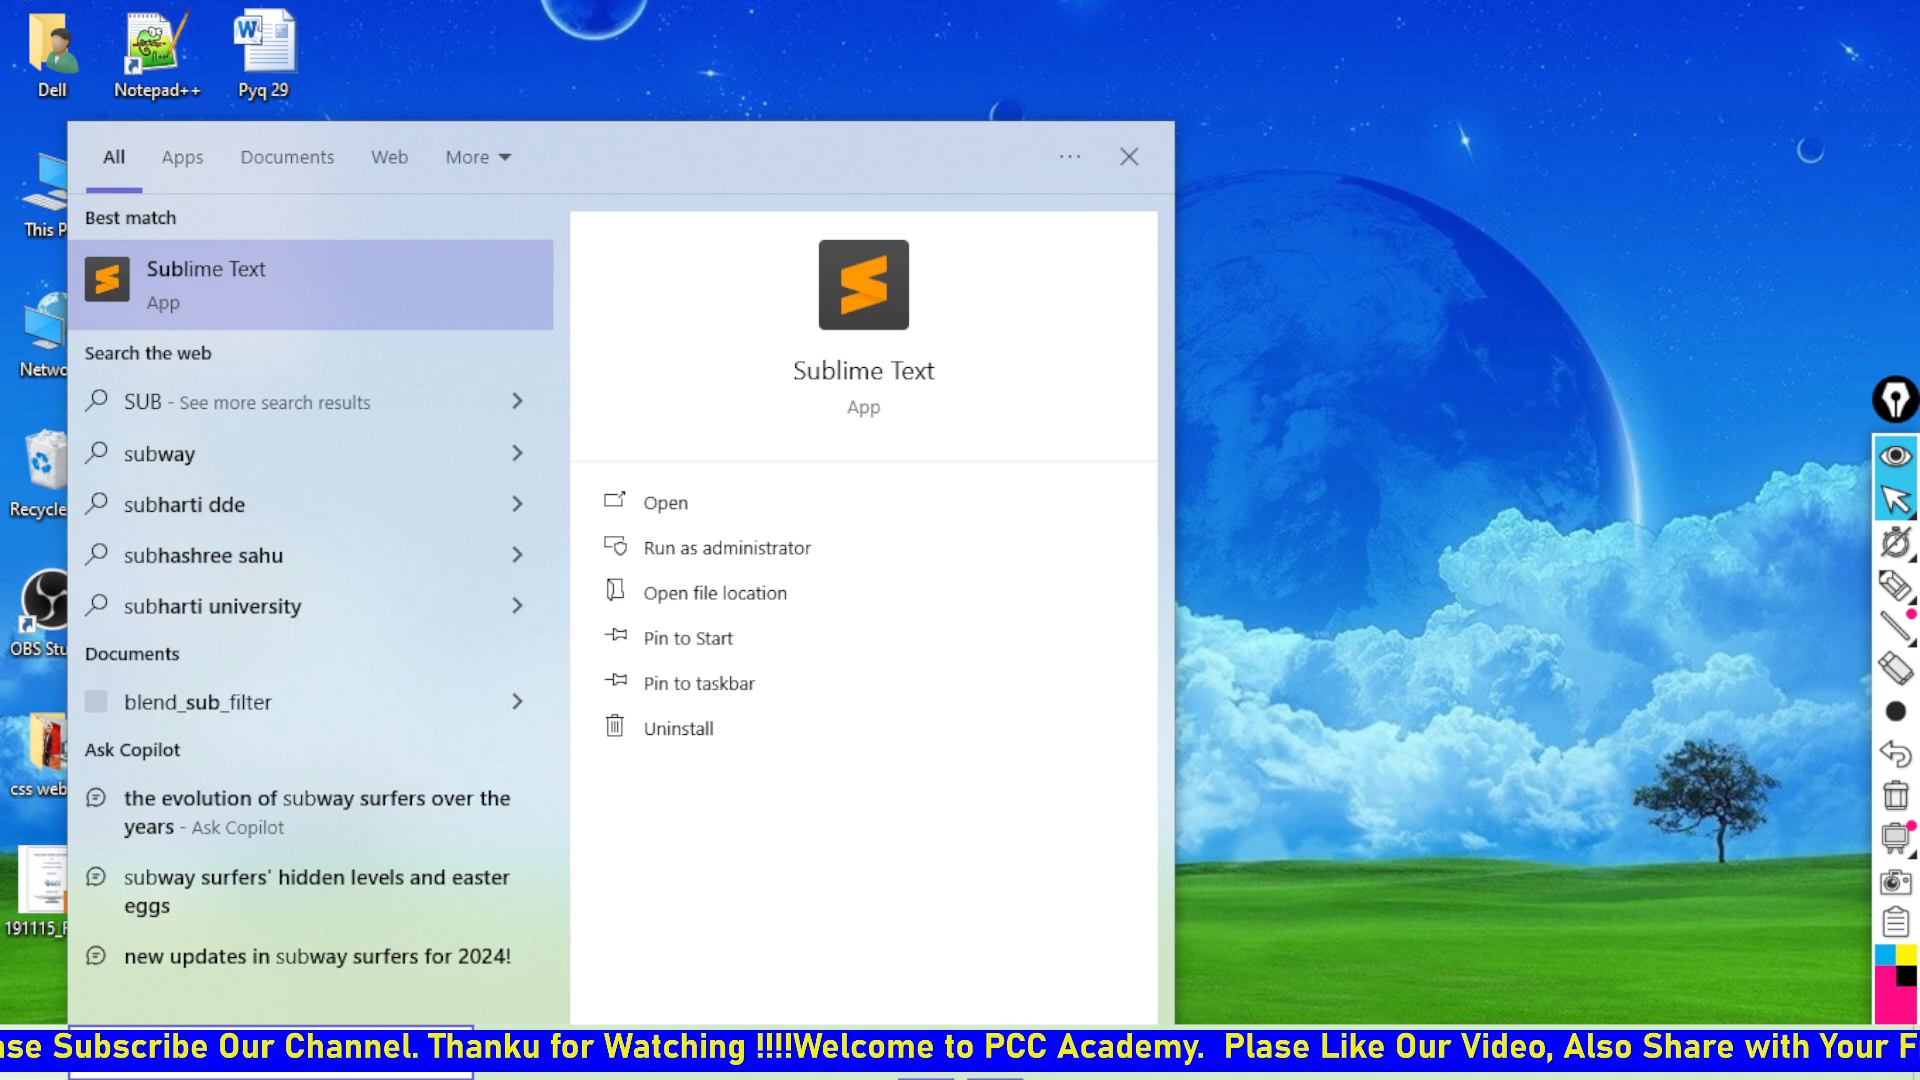 Dell
Notepad++
Pyq 29
This P
Netwo
Recycle
OBS Stu
css web
191115_F
All
Apps
Documents
Web
More
Best match
Sublime Text
App
Search the web
SUB - See more search results
subway
subharti dde
subhashree sahu
subharti university
Documents
blend_sub_filter
Ask Copilot
the evolution of subway surfers over the
years - Ask Copilot
subway surfers' hidden levels and easter
eggs
new updates in subway surfers for 2024!
Sublime Text
App
Open
Run as administrator
Open file location
Pin to Start
Pin to taskbar
Uninstall
ase Subscribe Our Channel. Thanku for Watching !!!!Welcome to PCC Academy.  Plase Like Our Video, Also Share with Your F